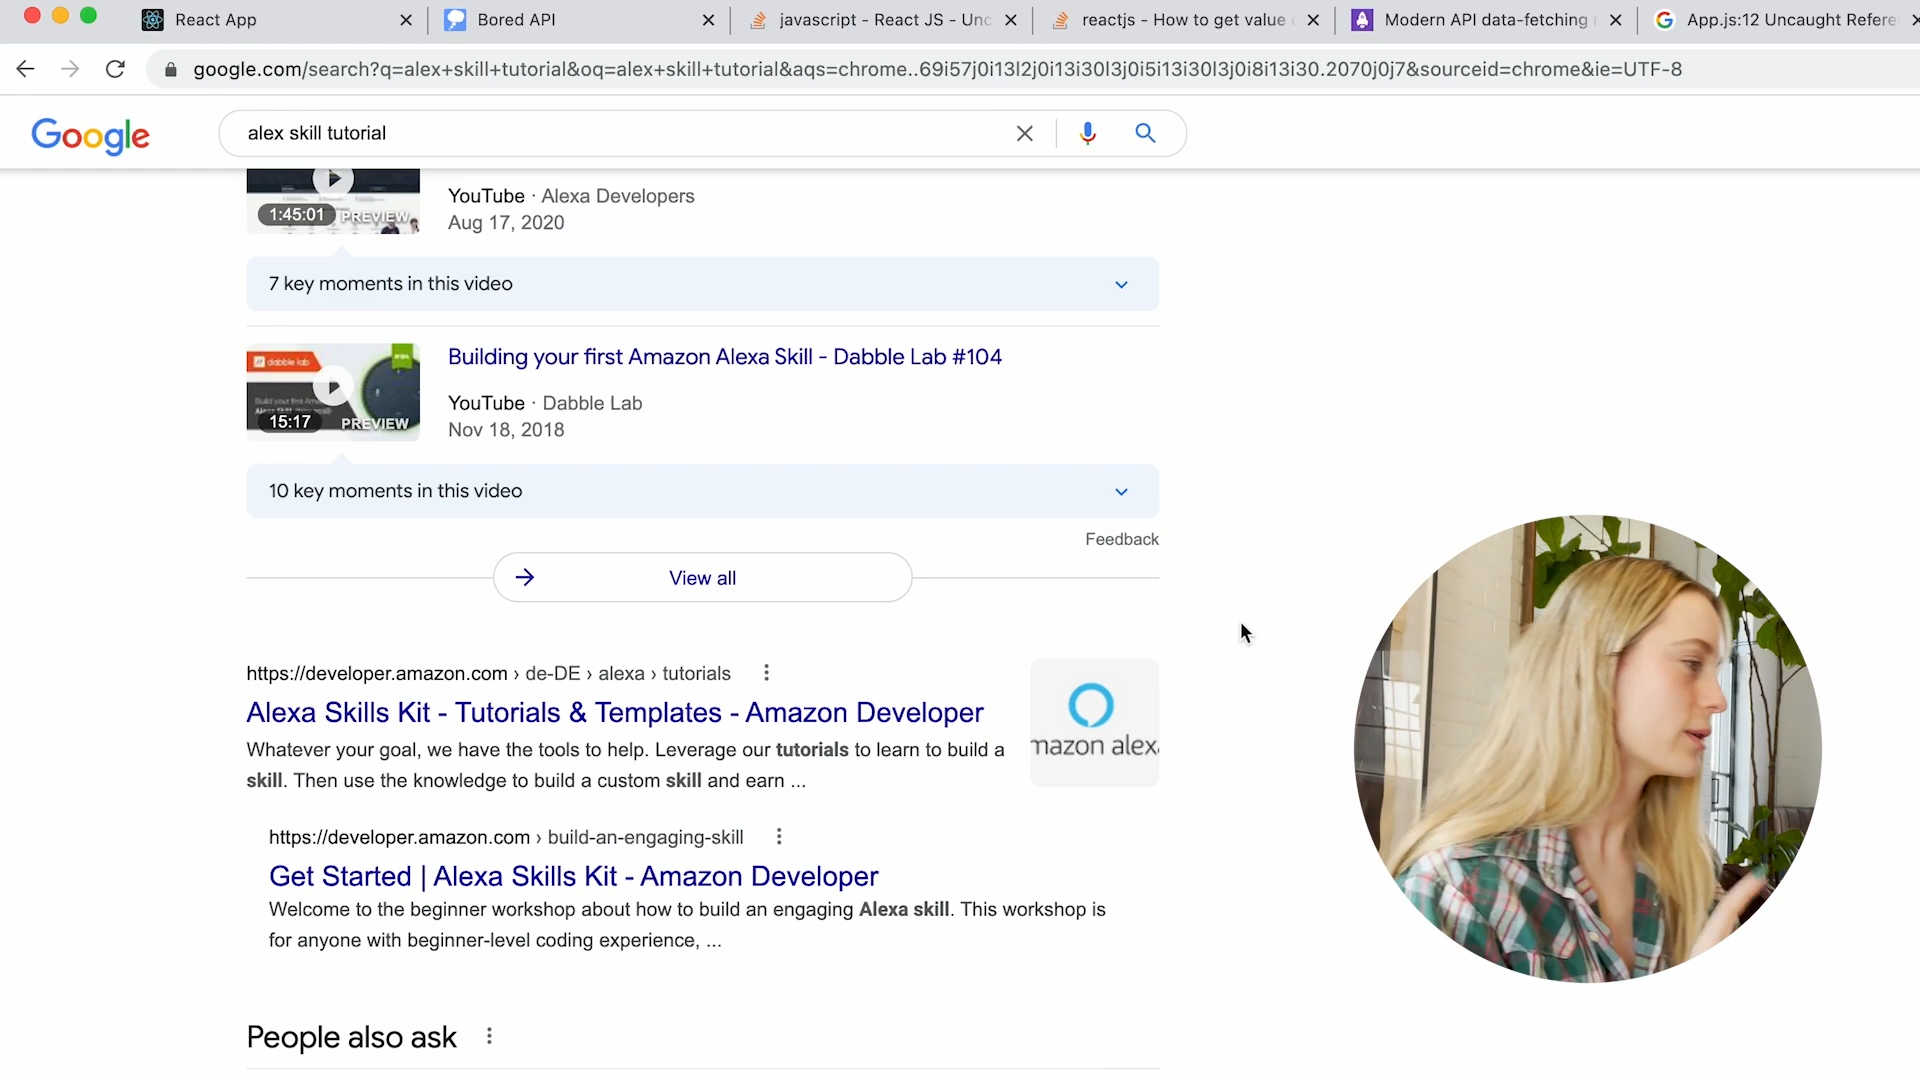 React App
Bored API
javascript - React JS - Unc
reactjs - How to get value
Modern API data-fetching
App.js:12 Uncaught Refere
google.com/search?q=alex+skill+tutorial&oq=alex+skill+tutorial&aqs=chrome..69i57j0i13l2j0i13i30l3j0i5i13i30l3j0i8i13i30.2070j0j7&sourceid=chrome&ie=UTF-8
Google
alex skill tutorial
1:45:01
PREVIEW
YouTube · Alexa Developers
Aug 17, 2020
7 key moments in this video
dabble lab
15:17
PREVIEW
Building your first Amazon Alexa Skill - Dabble Lab #104
YouTube · Dabble Lab
Nov 18, 2018
10 key moments in this video
Feedback
View all
https://developer.amazon.com › de-DE › alexa › tutorials
Alexa Skills Kit - Tutorials & Templates - Amazon Developer
Whatever your goal, we have the tools to help. Leverage our tutorials to learn to build a
skill. Then use the knowledge to build a custom skill and earn ...
mazon alex
https://developer.amazon.com › build-an-engaging-skill
Get Started | Alexa Skills Kit - Amazon Developer
Welcome to the beginner workshop about how to build an engaging Alexa skill. This workshop is
for anyone with beginner-level coding experience, ...
People also ask